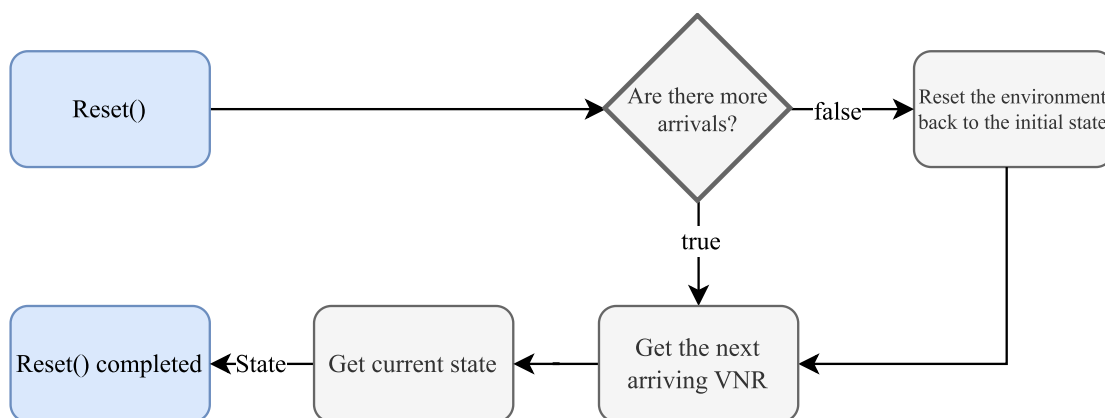 Reset()
Are there more
arrivals?
false
Reset the environment
back to the initial state
true
Reset() completed
State
Get current state
Get the next
arriving VNR